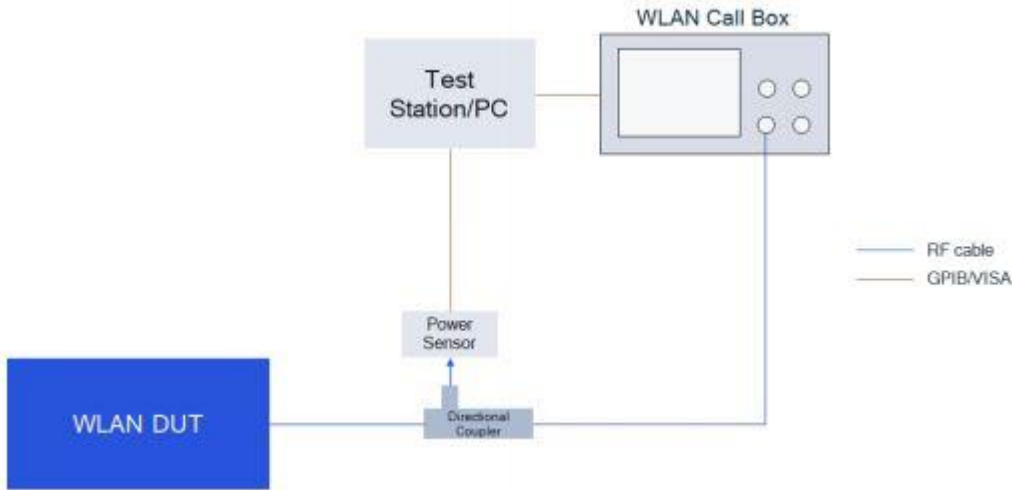 WLAN Call Box
Test
Station/PC
RF cable
GPIB/VISA
Power
Sensor
WLAN DUT
Directional
Coupler